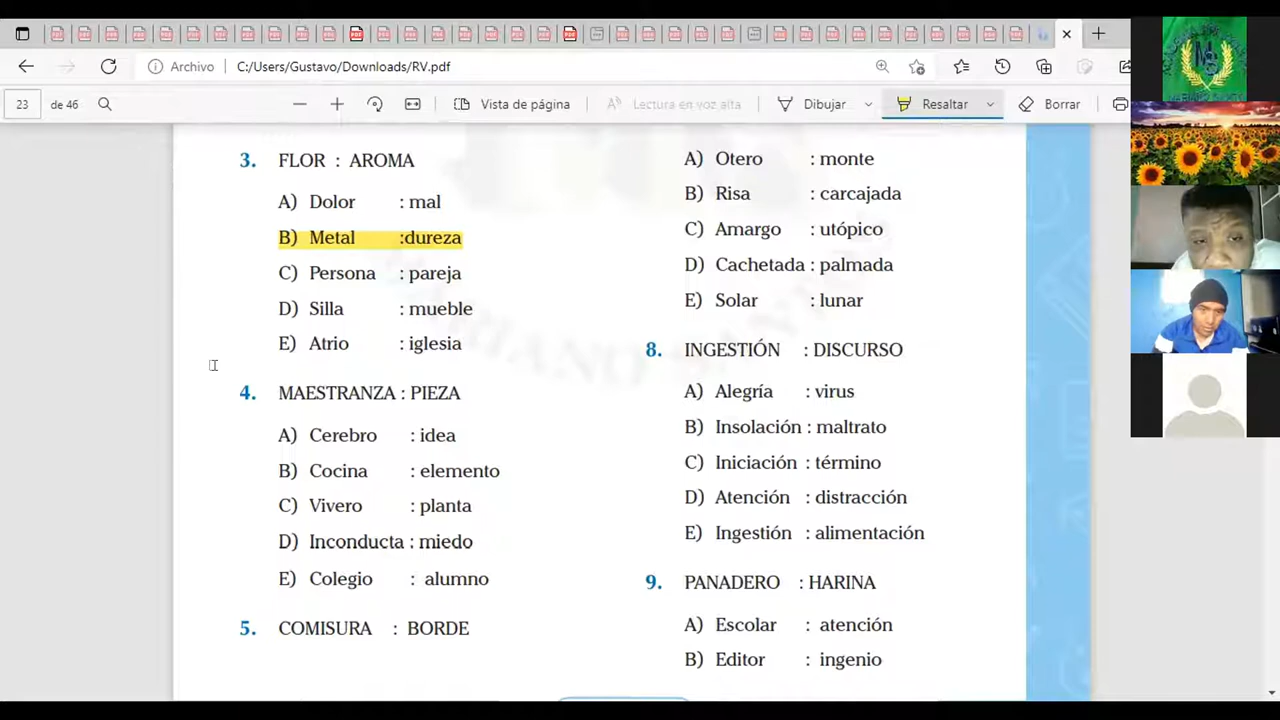 Archivo
C:/Users/Gustavo/Downloads/RV.pdf
23
de 46
Vista de página
Lectura en voz alta
Dibujar
Resaltar
Borrar
3. FLOR : AROMA
A) Dolor : mal
B) Metal :dureza
C) Persona : pareja
D) Silla : mueble
E) Atrio : iglesia
4. MAESTRANZA : PIEZA
A) Cerebro : idea
B) Cocina : elemento
C) Vivero : planta
D) Inconducta : miedo
E) Colegio : alumno
5. COMISURA : BORDE
A) Otero : monte
B) Risa : carcajada
C) Amargo : utópico
D) Cachetada : palmada
E) Solar : lunar
8. INGESTIÓN : DISCURSO
A) Alegría : virus
B) Insolación : maltrato
C) Iniciación : término
D) Atención : distracción
E) Ingestión : alimentación
9. PANADERO : HARINA
A) Escolar : atención
B) Editor : ingenio